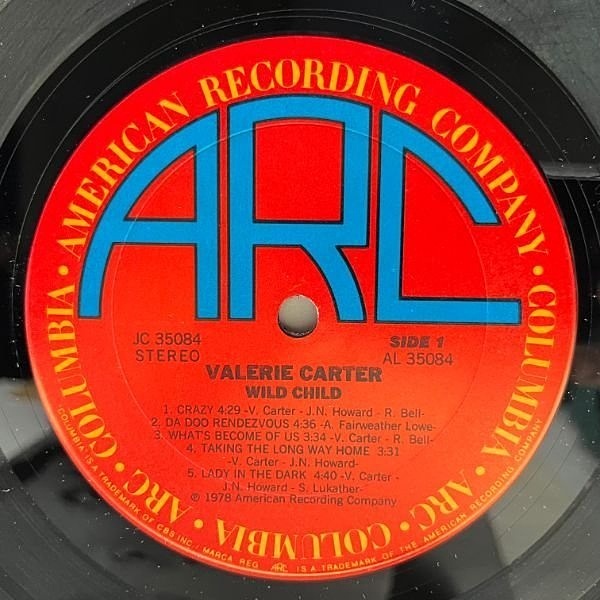 AMERICAN RECORDING COMPANY • COLUMBIA • ARC • COLUMBIA • ARC • COLUMBIA •
ARC
JC 35084
STEREO
SIDE 1
AL 35084
VALERIE CARTER
WILD CHILD
1. CRAZY 4:29 -V. Carter - J.N. Howard - R. Bell-
2. DA DOO RENDEZVOUS 4:36 -A. Fairweather Lowe-
3. WHAT'S BECOME OF US 3:34 -V. Carter - R. Bell-
4. TAKING THE LONG WAY HOME 3:31
-V. Carter - J.N. Howard-
5. LADY IN THE DARK 4:40 -V. Carter -
J.N. Howard - S. Lukather-
℗ 1978 American Recording Company
COLUMBIA IS A TRADEMARK OF CBS INC./ MARCA REG. ARC IS A TRADEMARK OF THE AMERICAN RECORDING COMPANY